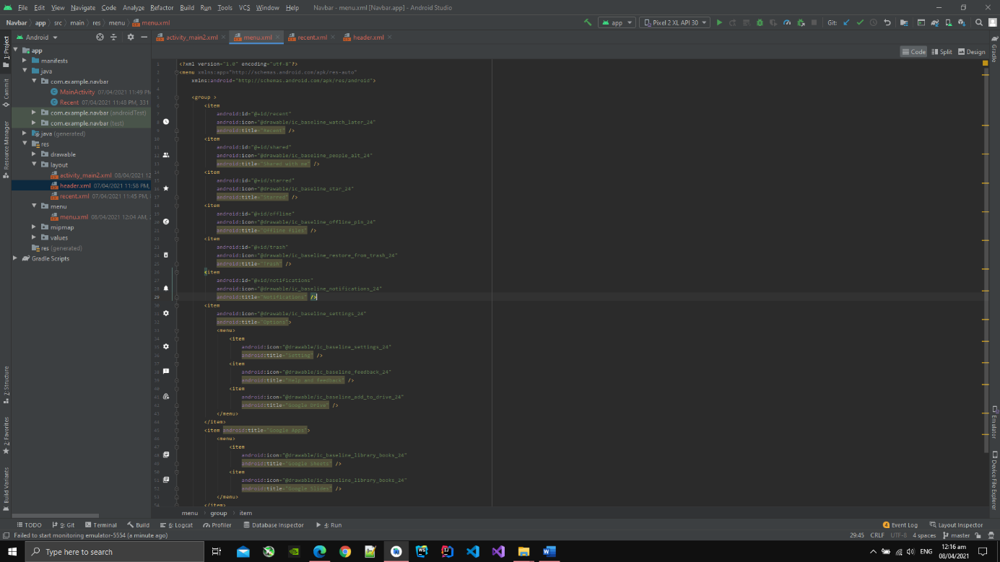 File Edit View Navigate Code Analyze Refactor Build Run Tools VCS Window Help Navbar - menu.xml [Navbar.app] - Android Studio
Navbar app src main res menu menu.xml app Pixel 2 XL API 30 Git:
Android activity_main2.xml menu.xml recent.xml header.xml
Code Split Design
1: Project
Commit
Resource Manager
Z: Structure
2: Favorites
Build Variants
app
manifests
java
com.example.navbar
MainActivity 07/04/2021 11:49 PM
Recent 07/04/2021 11:48 PM, 331
com.example.navbar (androidTest)
com.example.navbar (test)
java (generated)
res
drawable
layout
activity_main2.xml 08/04/2021 12
header.xml 07/04/2021 11:58 PM,
recent.xml 07/04/2021 11:45 PM,
menu
menu.xml 08/04/2021 12:04 AM,
mipmap
values
res (generated)
Gradle Scripts
<?xml version="1.0" encoding="utf-8"?>
<menu xmlns:app="http://schemas.android.com/apk/res-auto"
xmlns:android="http://schemas.android.com/apk/res/android">
<group >
<item
android:id="@+id/recent"
android:icon="@drawable/ic_baseline_watch_later_24"
android:title="Recent" />
<item
android:id="@+id/shared"
android:icon="@drawable/ic_baseline_people_alt_24"
android:title="Shared with me" />
<item
android:id="@+id/starred"
android:icon="@drawable/ic_baseline_star_24"
android:title="Starred" />
<item
android:id="@+id/offline"
android:icon="@drawable/ic_baseline_offline_pin_24"
android:title="Offline files" />
<item
android:id="@+id/trash"
android:icon="@drawable/ic_baseline_restore_from_trash_24"
android:title="Trash" />
<item
android:id="@+id/notifications"
android:icon="@drawable/ic_baseline_notifications_24"
android:title="Notifications" />
<item
android:icon="@drawable/ic_baseline_settings_24"
android:title="Options">
<menu>
<item
android:icon="@drawable/ic_baseline_settings_24"
android:title="Setting" />
<item
android:icon="@drawable/ic_baseline_feedback_24"
android:title="Help and feedback" />
<item
android:icon="@drawable/ic_baseline_add_to_drive_24"
android:title="Google Drive" />
</menu>
</item>
<item android:title="Google Apps">
<menu>
<item
android:icon="@drawable/ic_baseline_library_books_24"
android:title="Google Sheets" />
<item
android:icon="@drawable/ic_baseline_library_books_24"
android:title="Google Slides" />
</menu>
</item>
Gradle
Emulator
Device File Explorer
menu group item
TODO 9: Git Terminal Build 6: Logcat Profiler Database Inspector 4: Run 4 Event Log Layout Inspector
Failed to start monitoring emulator-5554 (a minute ago) 29:45 CRLF UTF-8 4 spaces master
Type here to search ENG 12:16 am
08/04/2021